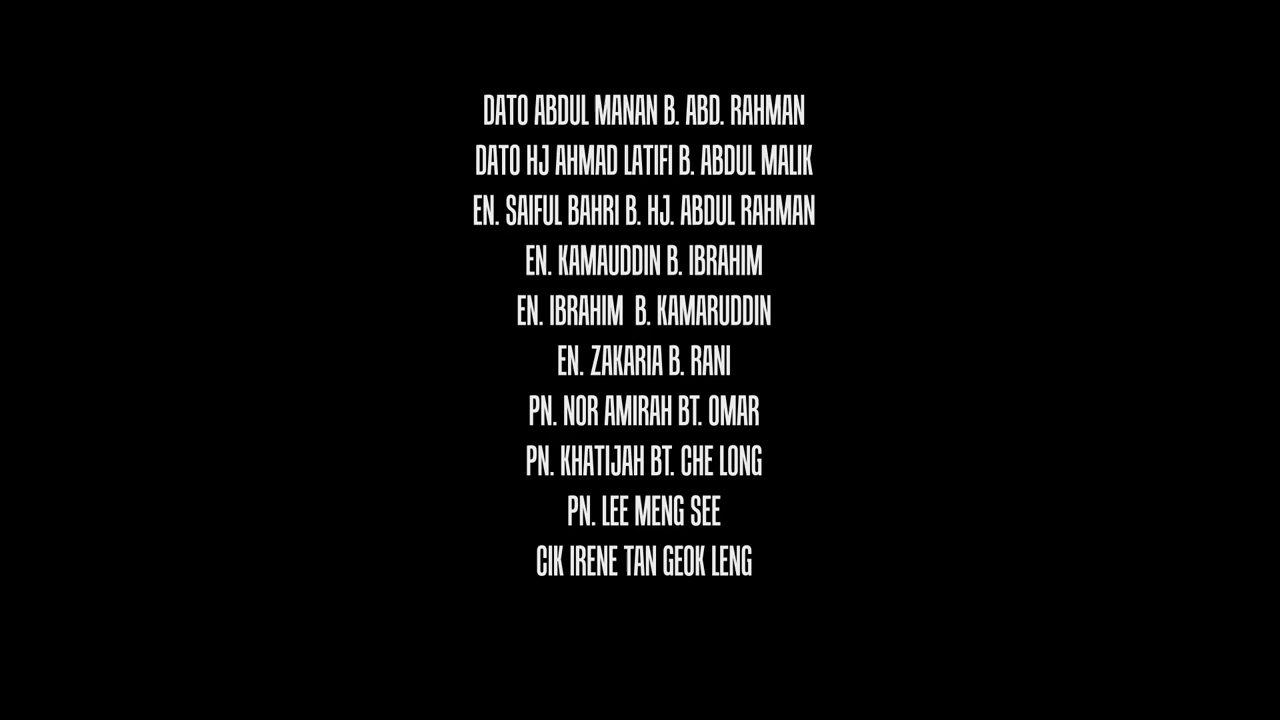 DATO ABDUL MANAN B. ABD. RAHMAN
DATO HJ AHMAD LATIFI B. ABDUL MALIK
EN. SAIFUL BAHRI B. HJ. ABDUL RAHMAN
EN. KAMAUDDIN B. IBRAHIM
EN. IBRAHIM  B. KAMARUDDIN
EN. ZAKARIA B. RANI
PN. NOR AMIRAH BT. OMAR
PN. KHATIJAH BT. CHE LONG
PN. LEE MENG SEE
CIK IRENE TAN GEOK LENG